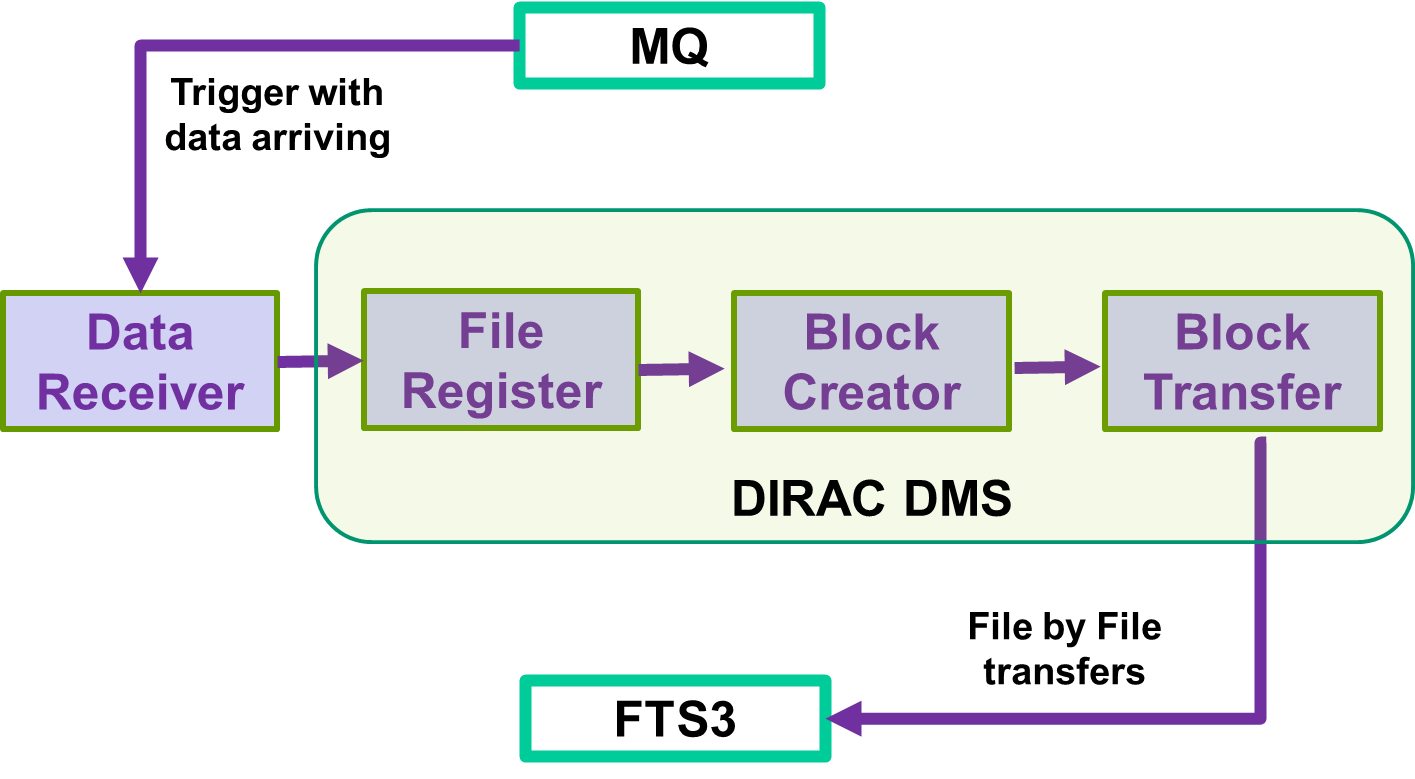 MQ
Trigger with
data arriving
Data
Receiver
File
Register
Block
Creator
Block
Transfer
DIRAC DMS
File by File
transfers
FTS3